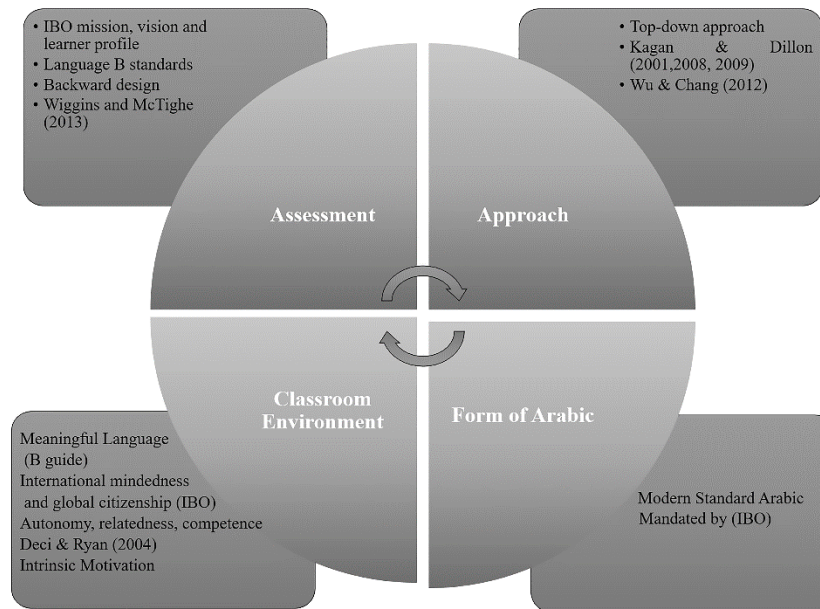 • IBO mission, vision and
learner profile
• Language B standards
• Backward design
• Wiggins and McTighe
(2013)
• Top-down approach
• Kagan & Dillon
(2001,2008, 2009)
• Wu & Chang (2012)
Assessment
Approach
Classroom
Environment
Form of Arabic
Meaningful Language
(B guide)
International mindedness
and global citizenship (IBO)
Autonomy, relatedness, competence
Deci & Ryan (2004)
Intrinsic Motivation
Modern Standard Arabic
Mandated by (IBO)